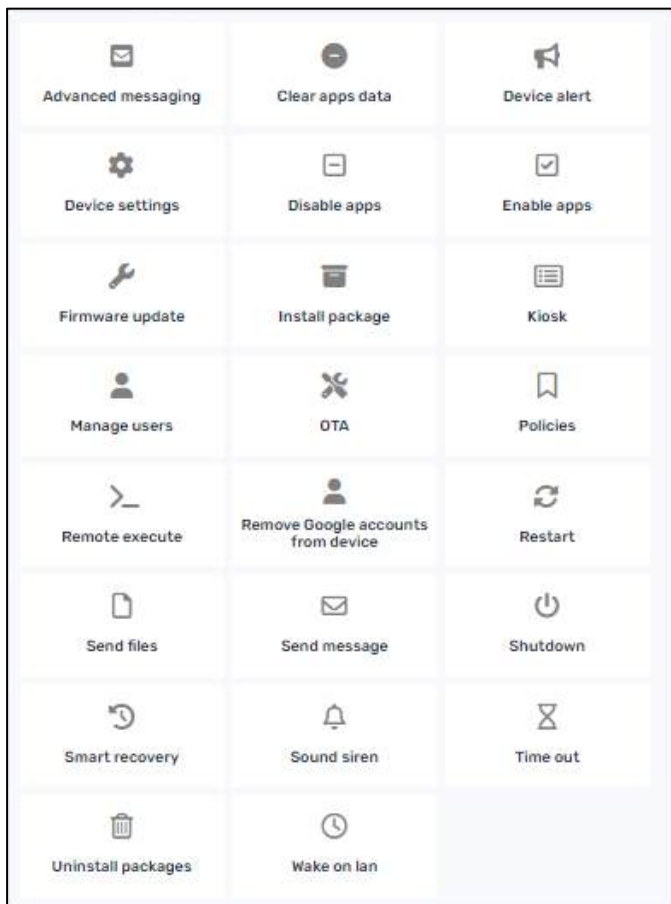 Advanced messaging
Clear apps data
Device alert
Device settings
Disable apps
Enable apps
Firmware update
Install package
Kiosk
Manage users
OTA
Policies
Remote execute
Remove Google accounts
from device
Restart
Send files
Send message
Shutdown
Smart recovery
Sound siren
Time out
Uninstall packages
Wake on lan